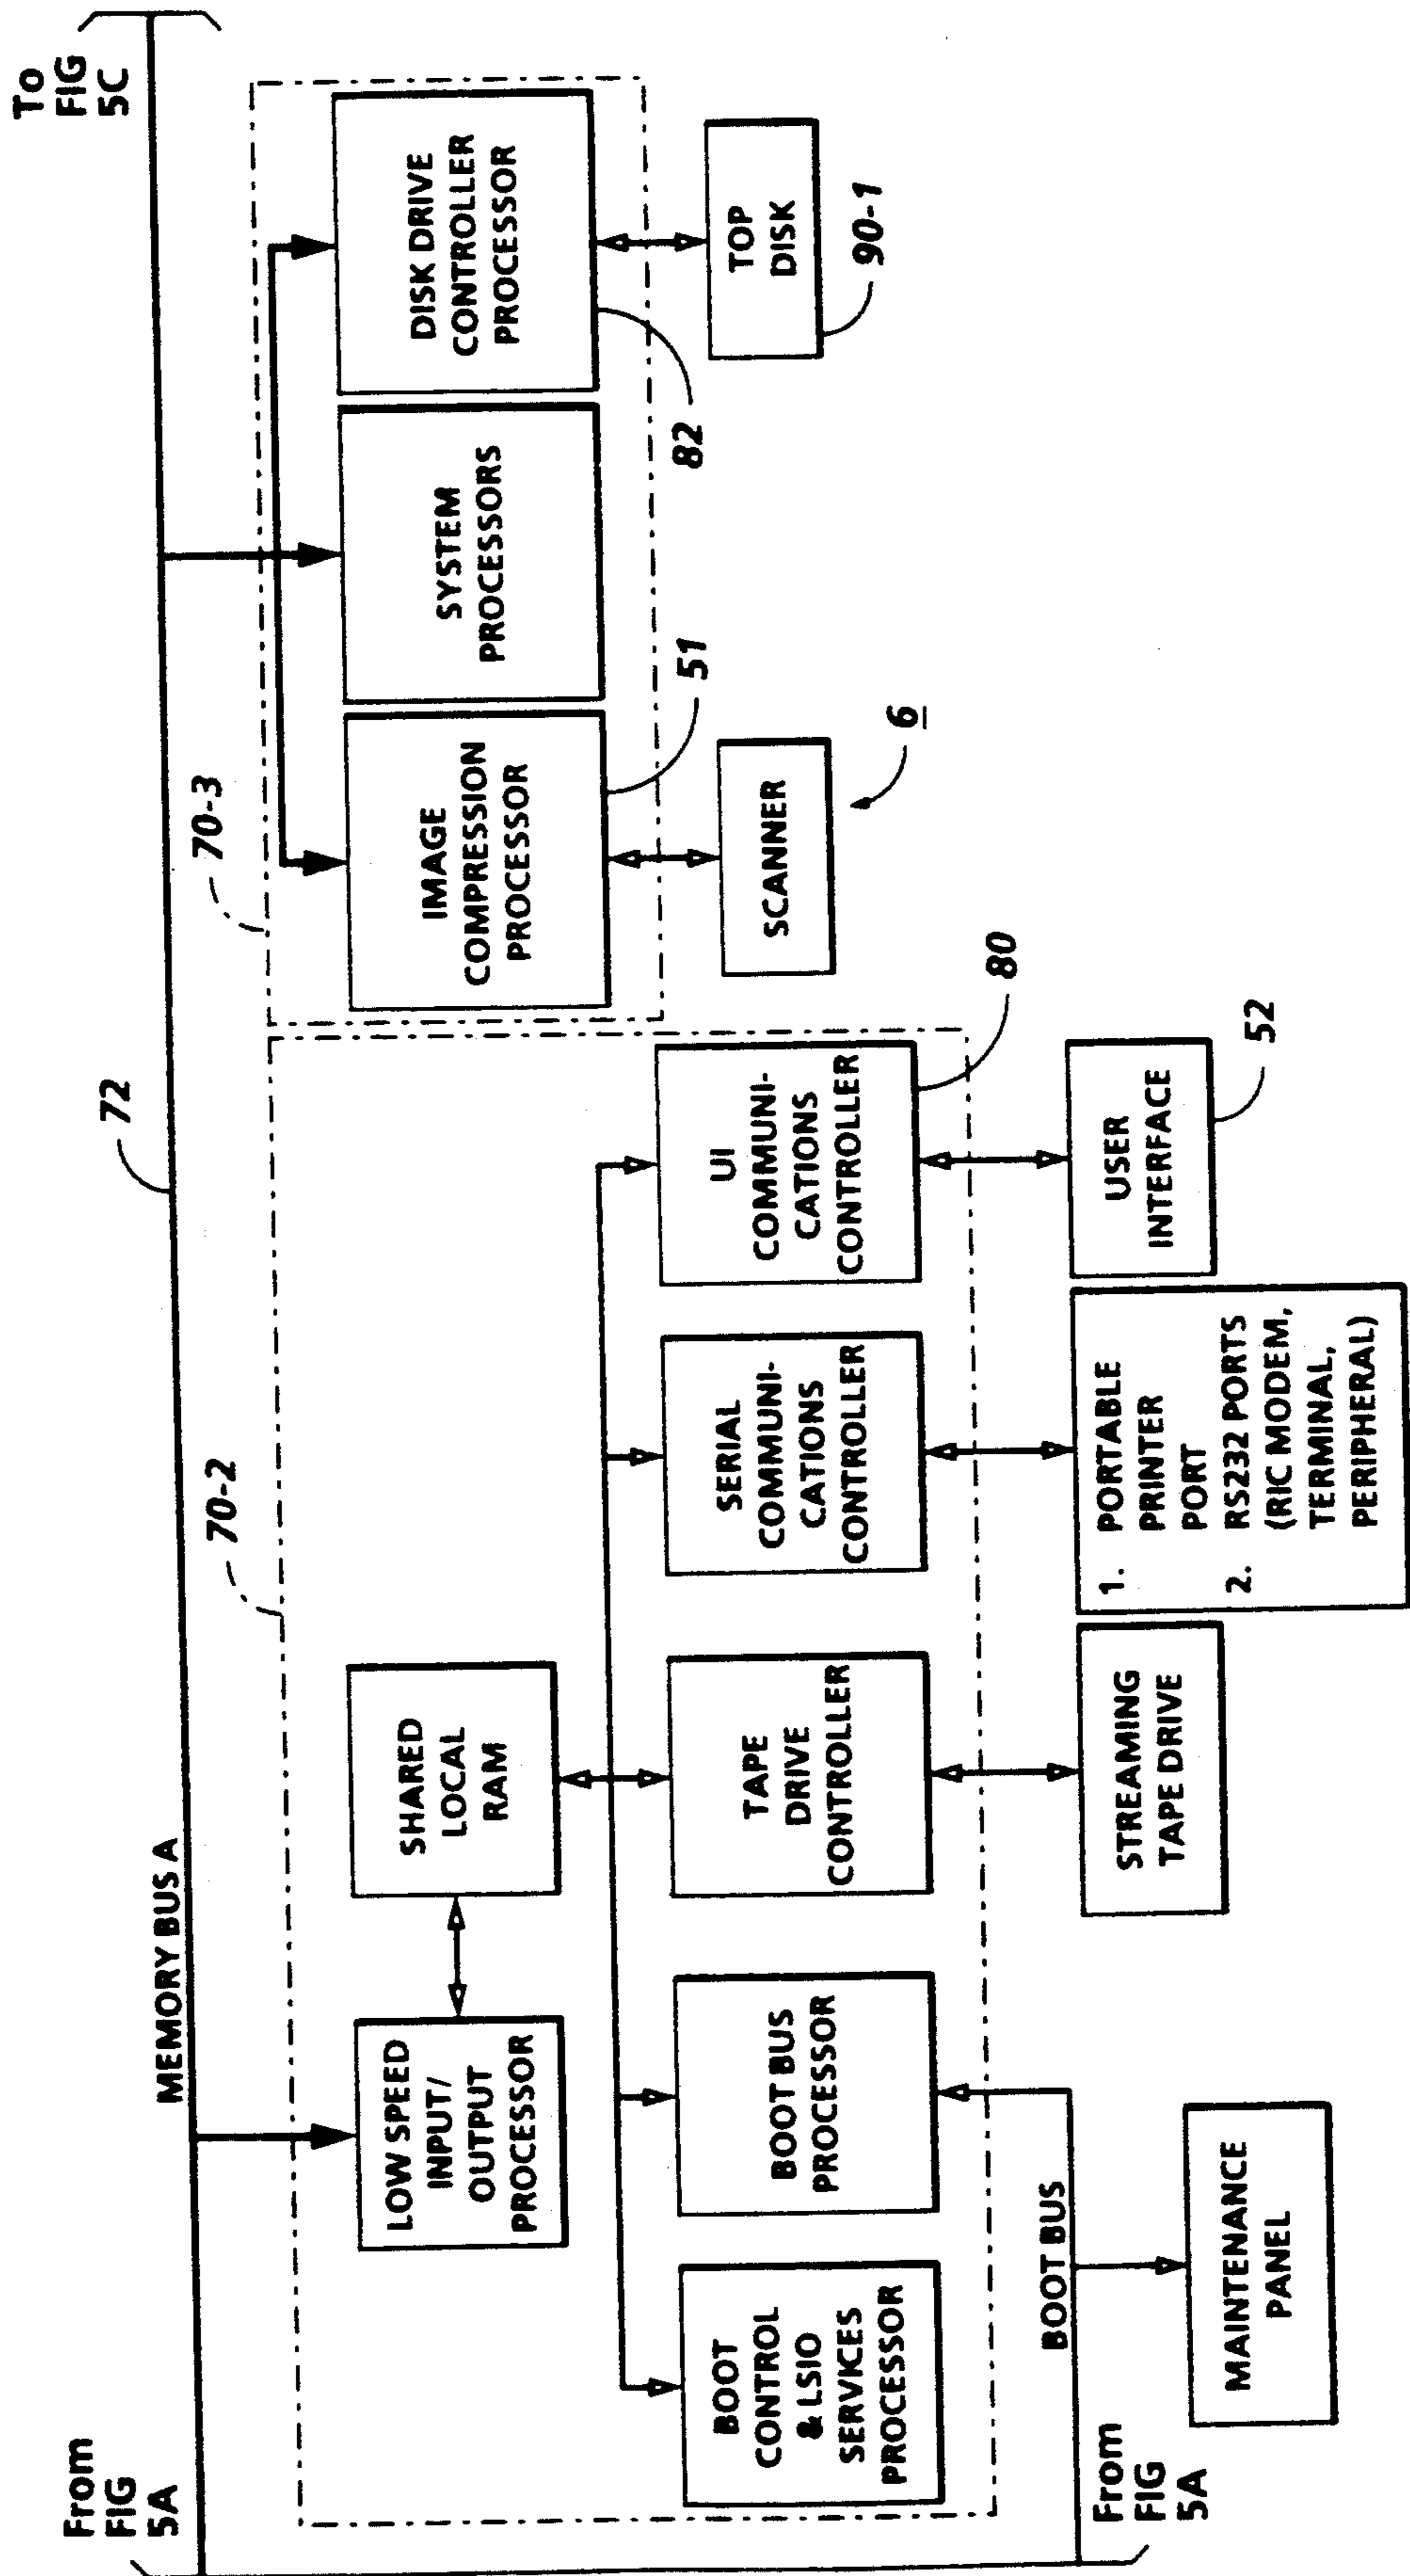 From
FIG
5A
MEMORY BUS A
72
To
FIG
5C
70-2
70-3
LOW SPEED
INPUT/
OUTPUT
PROCESSOR
SHARED
LOCAL
RAM
IMAGE
COMPRESSION
PROCESSOR
SYSTEM
PROCESSORS
DISK DRIVE
CONTROLLER
PROCESSOR
51
82
SCANNER
6
TOP
DISK
90-1
BOOT
CONTROL
& LSIO
SERVICES
PROCESSOR
BOOT BUS
PROCESSOR
TAPE
DRIVE
CONTROLLER
SERIAL
COMMUNI-
CATIONS
CONTROLLER
UI
COMMUNI-
CATIONS
CONTROLLER
80
From
FIG
5A
BOOT BUS
MAINTENANCE
PANEL
STREAMING
TAPE DRIVE
1. PORTABLE
PRINTER
PORT
2. RS232 PORTS
(RIC MODEM,
TERMINAL,
PERIPHERAL)
USER
INTERFACE
52